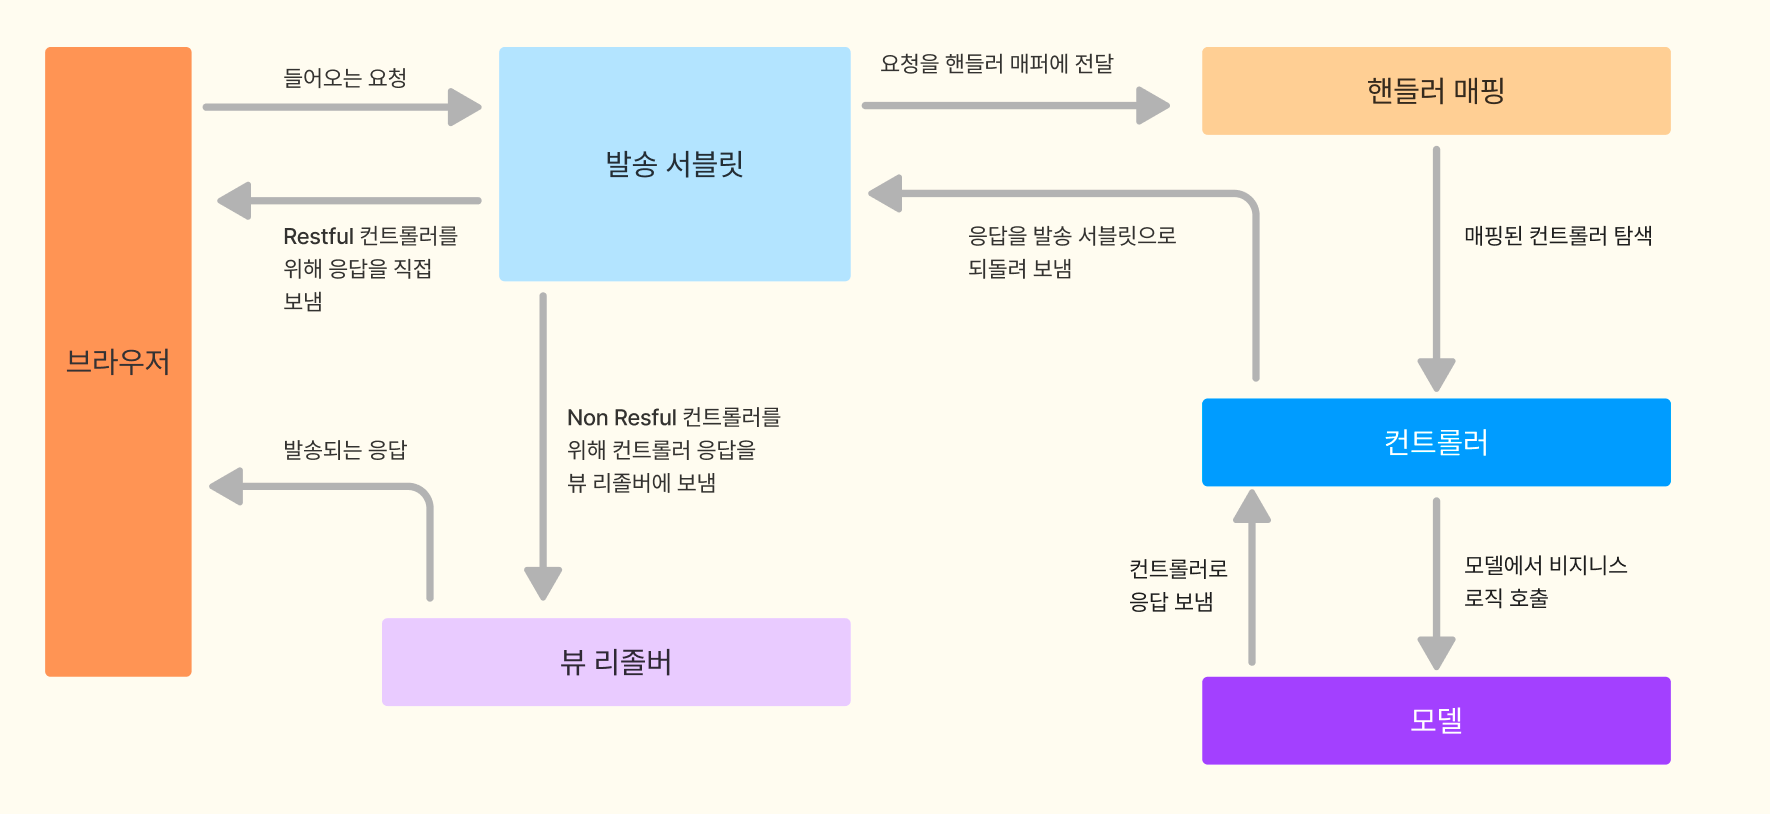 들어오는 요청
요청을 핸들러 매퍼에 전달
핸들러 매핑
발송 서블릿
Restful 컨트롤러를
위해 응답을 직접
보냄
응답을 발송 서블릿으로
되돌려 보냄
매핑된 컨트롤러 탐색
브라우저
Non Resful 컨트롤러를
위해 컨트롤러 응답을
뷰 리졸버에 보냄
발송되는 응답
컨트롤러
컨트롤러로
응답 보냄
모델에서 비지니스
로직 호출
뷰 리졸버
모델